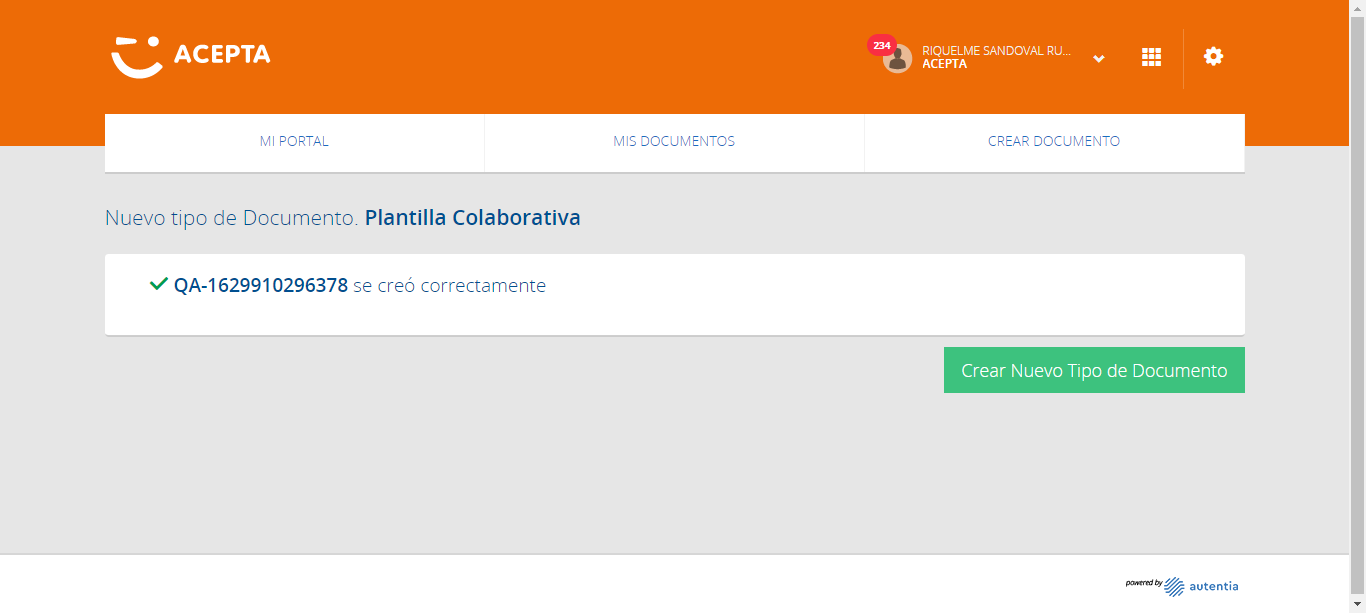 ACEPTA
234
RIQUELME SANDOVAL RU...
ACEPTA
MI PORTAL
MIS DOCUMENTOS
CREAR DOCUMENTO
Nuevo tipo de Documento. Plantilla Colaborativa
QA-1629910296378 se creó correctamente
Crear Nuevo Tipo de Documento
powered by autentia